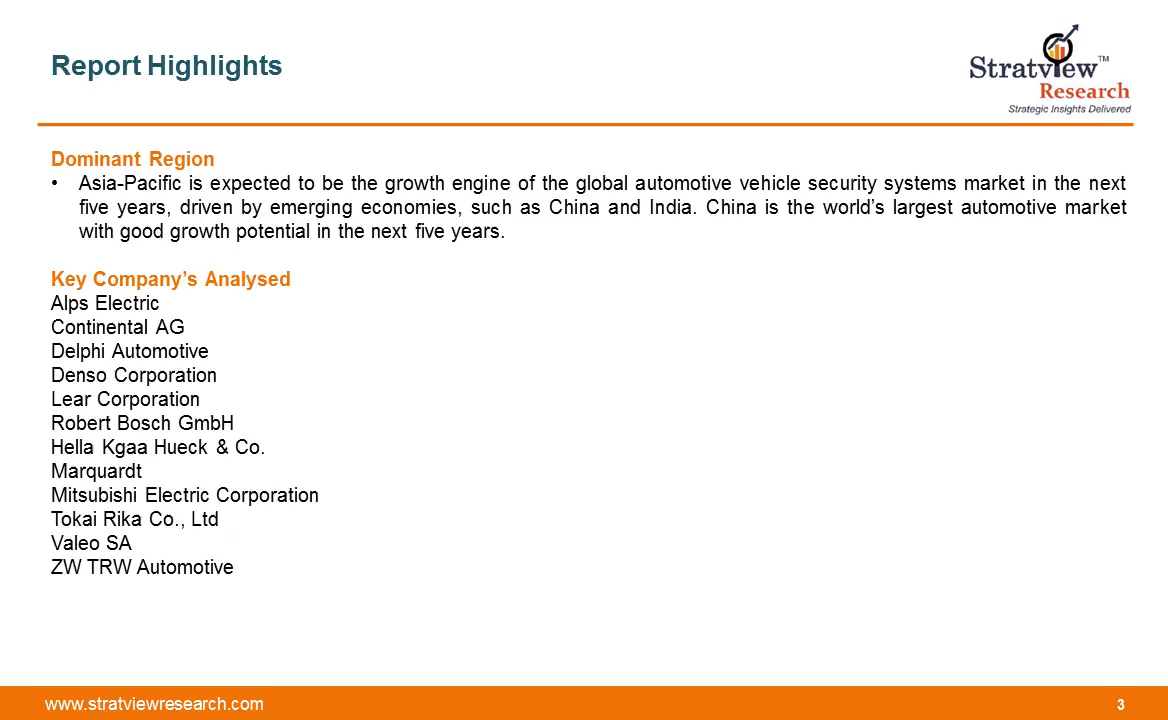 Report Highlights
Stratview™
Research
Strategic Insights Delivered
Dominant Region
• Asia-Pacific is expected to be the growth engine of the global automotive vehicle security systems market in the next
five years, driven by emerging economies, such as China and India. China is the world’s largest automotive market
with good growth potential in the next five years.
Key Company’s Analysed
Alps Electric
Continental AG
Delphi Automotive
Denso Corporation
Lear Corporation
Robert Bosch GmbH
Hella Kgaa Hueck & Co.
Marquardt
Mitsubishi Electric Corporation
Tokai Rika Co., Ltd
Valeo SA
ZW TRW Automotive
www.stratviewresearch.com
3